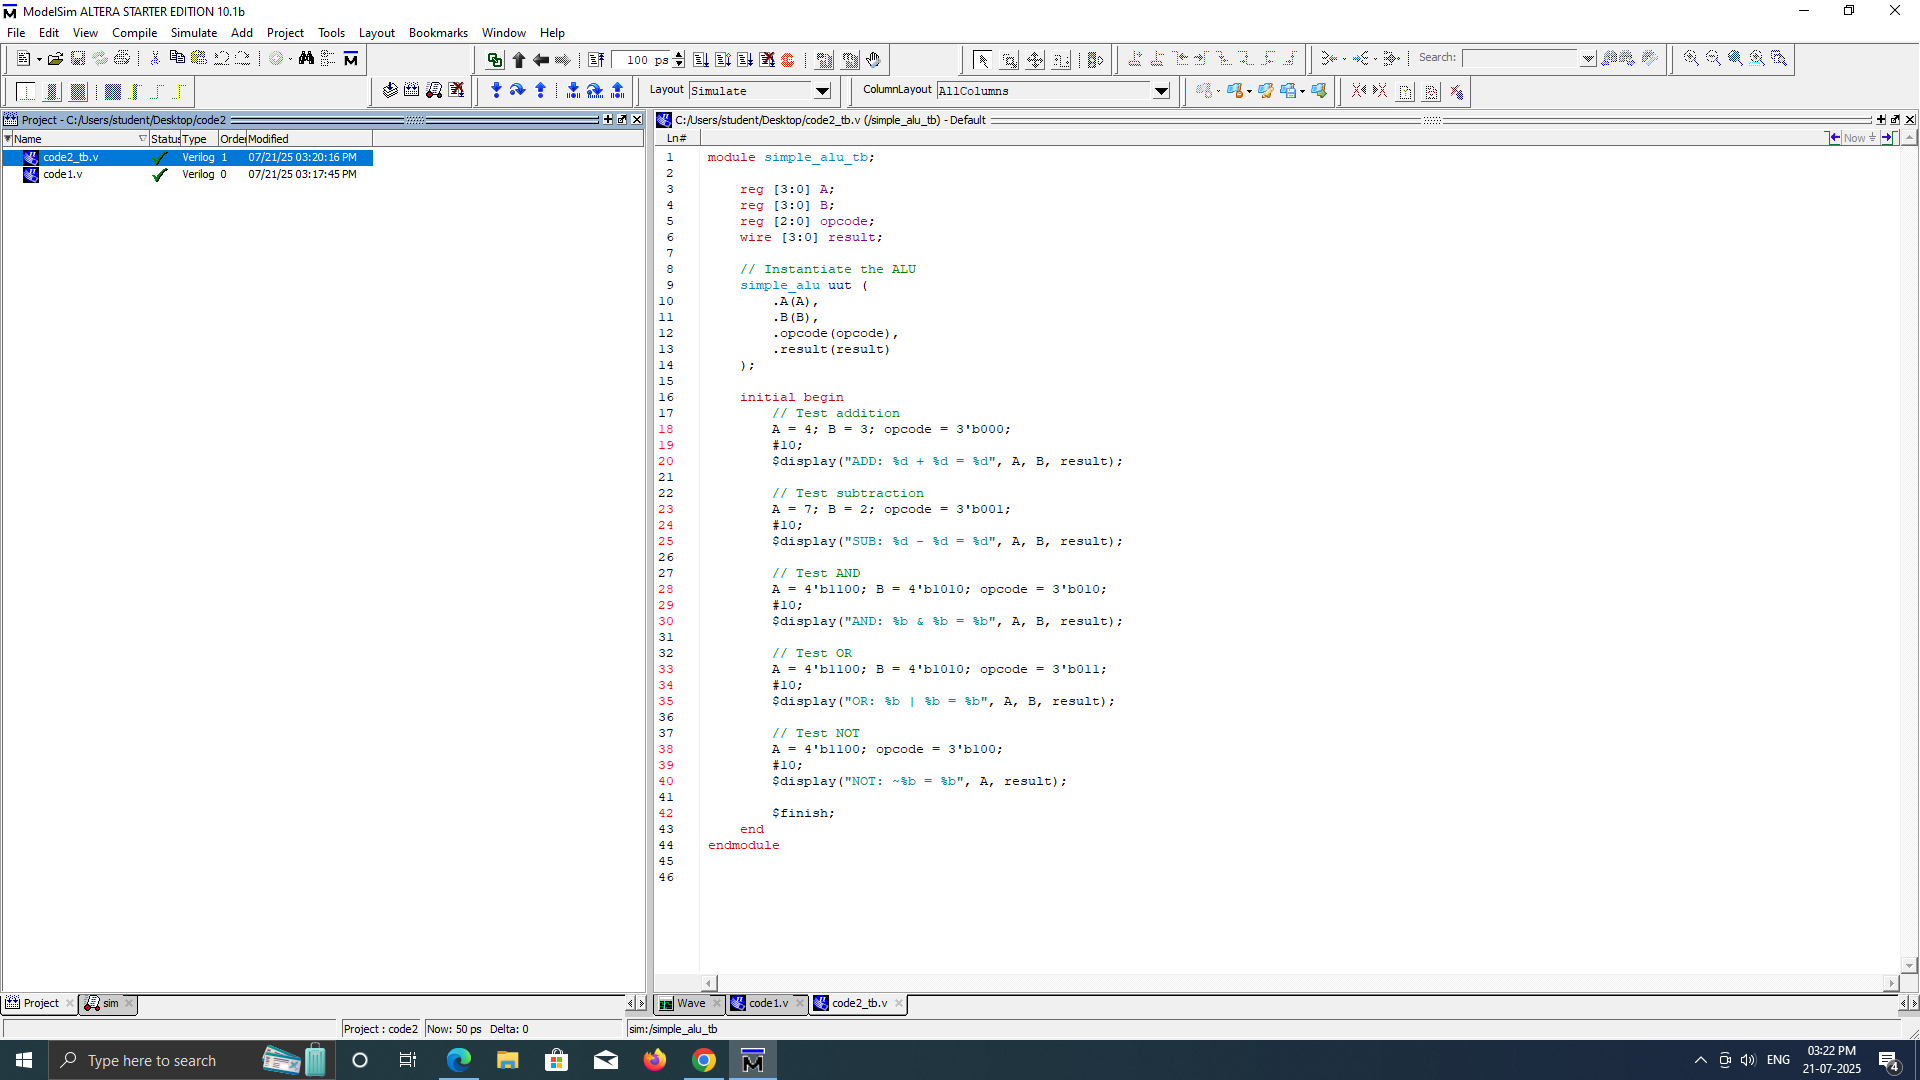 ModelSim ALTERA STARTER EDITION 10.1b
File Edit View Compile Simulate Add Project Tools Layout Bookmarks Window Help
100 ps
Search:
Layout Simulate
ColumnLayout AllColumns
Project - C:/Users/student/Desktop/code2
Name Status Type Order Modified
code2_tb.v Verilog 1 07/21/25 03:20:16 PM
code1.v Verilog 0 07/21/25 03:17:45 PM
C:/Users/student/Desktop/code2_tb.v (/simple_alu_tb) - Default
Ln#
Now
1 module simple_alu_tb;
2
3 reg [3:0] A;
4 reg [3:0] B;
5 reg [2:0] opcode;
6 wire [3:0] result;
7
8 // Instantiate the ALU
9 simple_alu uut (
10 .A(A),
11 .B(B),
12 .opcode(opcode),
13 .result(result)
14 );
15
16 initial begin
17 // Test addition
18 A = 4; B = 3; opcode = 3'b000;
19 #10;
20 $display("ADD: %d + %d = %d", A, B, result);
21
22 // Test subtraction
23 A = 7; B = 2; opcode = 3'b001;
24 #10;
25 $display("SUB: %d - %d = %d", A, B, result);
26
27 // Test AND
28 A = 4'b1100; B = 4'b1010; opcode = 3'b010;
29 #10;
30 $display("AND: %b & %b = %b", A, B, result);
31
32 // Test OR
33 A = 4'b1100; B = 4'b1010; opcode = 3'b011;
34 #10;
35 $display("OR: %b | %b = %b", A, B, result);
36
37 // Test NOT
38 A = 4'b1100; opcode = 3'b100;
39 #10;
40 $display("NOT: ~%b = %b", A, result);
41
42 $finish;
43 end
44 endmodule
45
46
Project sim
Wave code1.v code2_tb.v
Project : code2 Now: 50 ps Delta: 0 sim:/simple_alu_tb
Type here to search
ENG
03:22 PM
21-07-2025
4